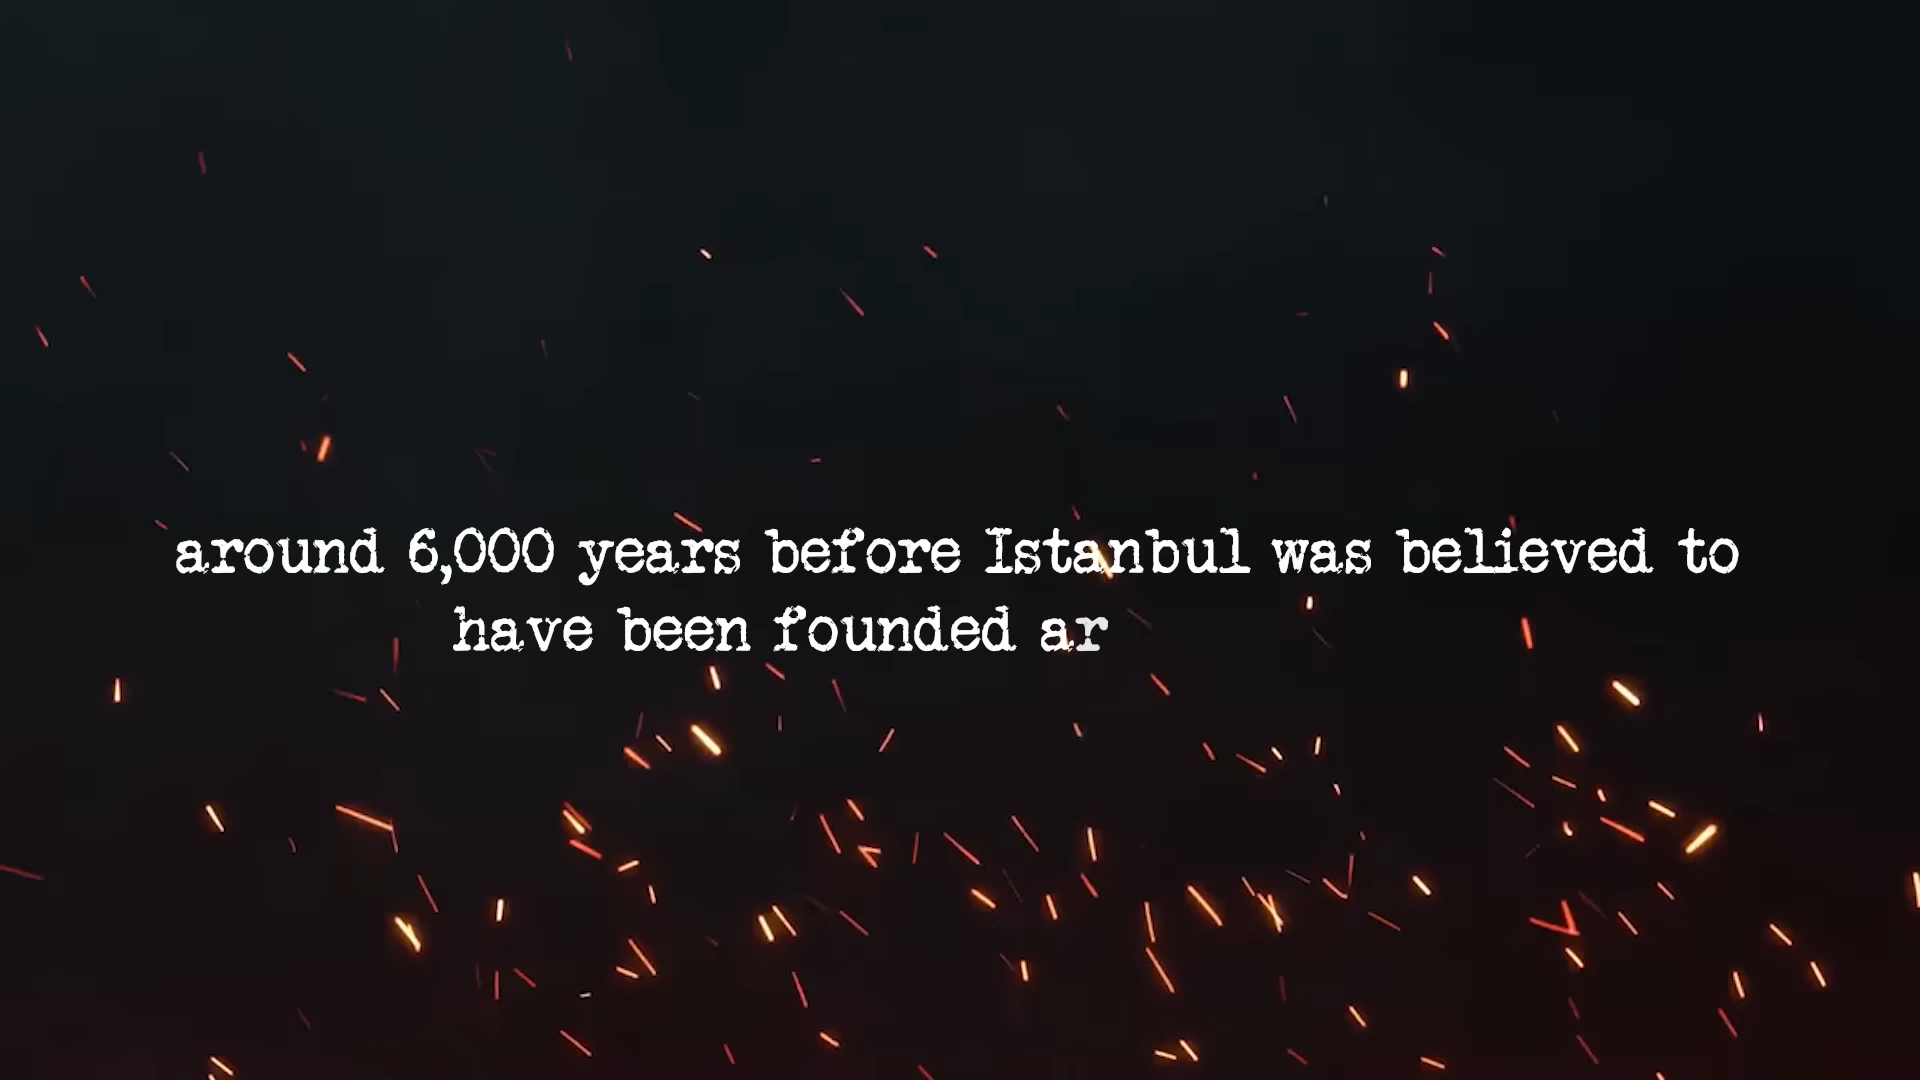 around 6,000 years before Istanbul was believed to
have been founded ar